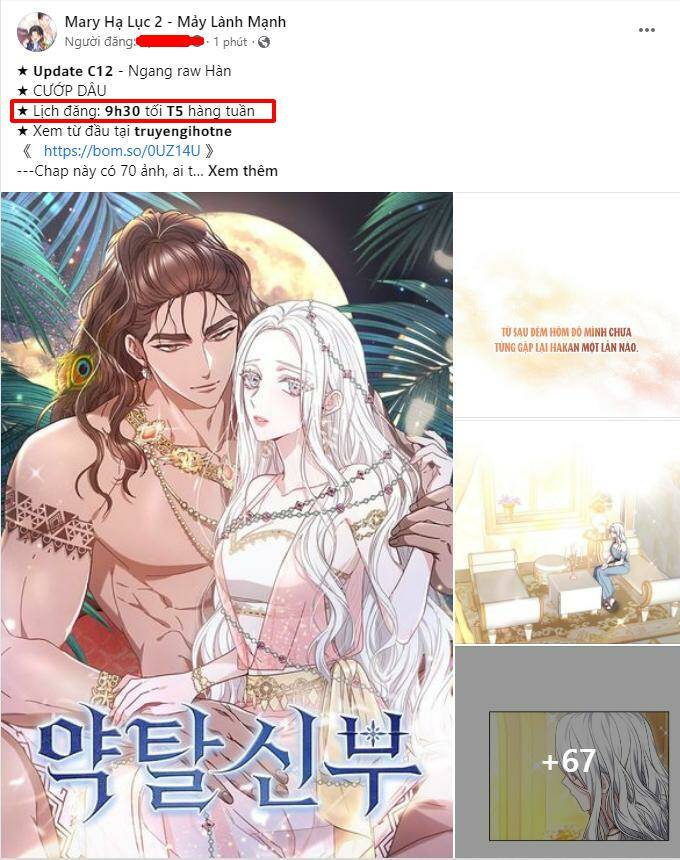 Mary Hạ Lục 2 - Mảy Lành Mạnh
Người đăng: · 1 phút ·
★ Update C12 - Ngang raw Hàn
★ CƯỚP DÂU
★ Lịch đăng: 9h30 tối T5 hàng tuần
★ Xem từ đầu tại truyengihotne
《 https://bom.so/0UZ14U 》
---Chap này có 70 ảnh, ai t... Xem thêm
TỪ SAU ĐÊM HÔM ĐÓ MÌNH CHƯA
TỪNG GẶP LẠI HAKAN MỘT LẦN NÀO.
+67
약탈신부